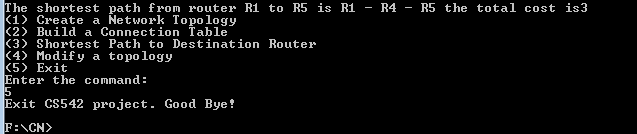 The shortest path from router R1 to R5 is R1 - R4 - R5 the total cost is3
(1) Create a Network Topology
(2) Build a Connection Table
(3) Shortest Path to Destination Router
(4) Modify a topology
(5) Exit
Enter the command:
5
Exit CS542 project. Good Bye!
F:\CN>